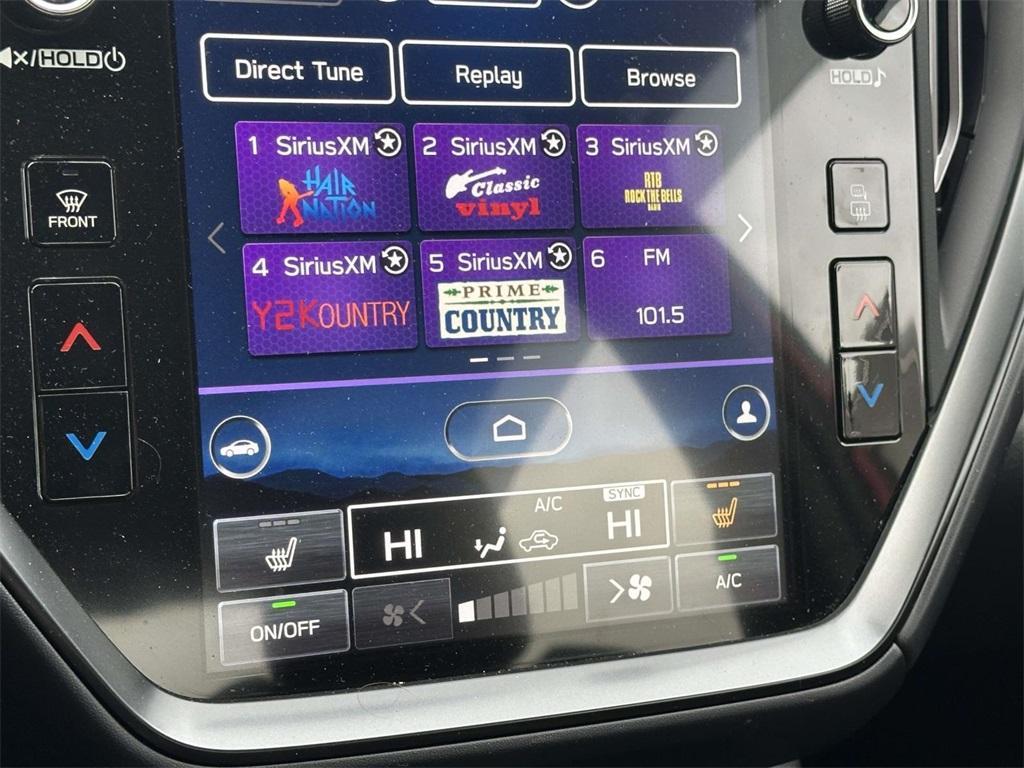 ×/HOLD
HOLD
Direct Tune Replay Browse
1 SiriusXM
HAIR
NATION
2 SiriusXM
Classic
vinyl
3 SiriusXM
RTB
ROCK THE BELLS
RADIO
FRONT
4 SiriusXM
Y2KOUNTRY
5 SiriusXM
PRIME
COUNTRY
6 FM
101.5
A/C
SYNC
HI
HI
ON/OFF
A/C